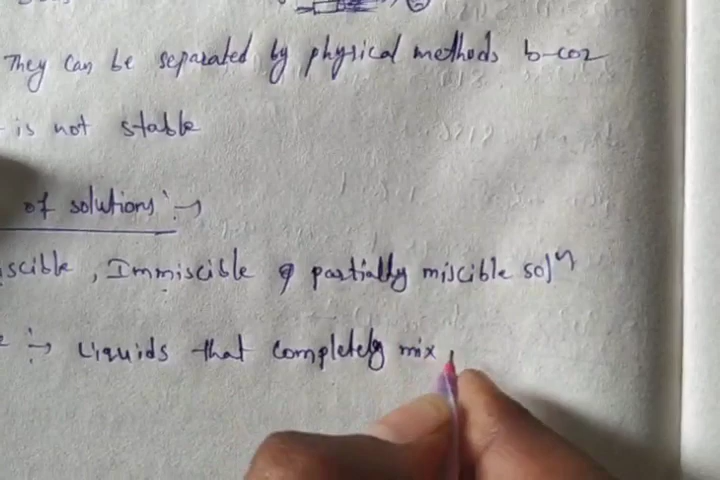 They can be separated by physical methods b-coz
is not stable
of solutions :→
scible , Immiscible & partially miscible solⁿ
:→ Liquids that completely mix